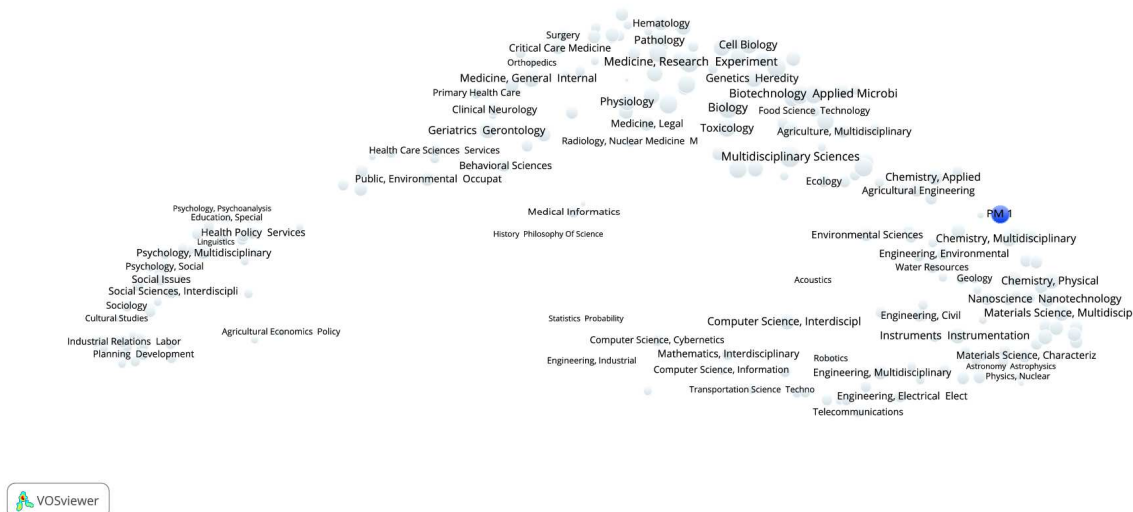 Hematology
Surgery
Pathology
Cell Biology
Critical Care Medicine
Orthopedics
Medicine, Research Experiment
Medicine, General Internal
Genetics Heredity
Primary Health Care
Biotechnology Applied Microbi
Physiology
Clinical Neurology
Biology
Food Science Technology
Medicine, Legal
Geriatrics Gerontology
Toxicology
Agriculture, Multidisciplinary
Radiology, Nuclear Medicine M
Health Care Sciences Services
Multidisciplinary Sciences
Behavioral Sciences
Public, Environmental Occupat
Ecology
Chemistry, Applied
Agricultural Engineering
Psychology, Psychoanalysis
Medical Informatics
PM 1
Education, Special
Health Policy Services
History Philosophy Of Science
Environmental Sciences
Chemistry, Multidisciplinary
Linguistics
Psychology, Multidisciplinary
Engineering, Environmental
Psychology, Social
Water Resources
Social Issues
Acoustics
Geology
Chemistry, Physical
Social Sciences, Interdiscipli
Nanoscience Nanotechnology
Sociology
Materials Science, Multidiscip
Cultural Studies
Statistics Probability
Computer Science, Interdiscipl
Engineering, Civil
Agricultural Economics Policy
Instruments Instrumentation
Industrial Relations Labor
Computer Science, Cybernetics
Planning Development
Mathematics, Interdisciplinary
Materials Science, Characteriz
Engineering, Industrial
Robotics
Astronomy Astrophysics
Computer Science, Information
Engineering, Multidisciplinary
Physics, Nuclear
Transportation Science Techno
Engineering, Electrical Elect
Telecommunications
VOSviewer